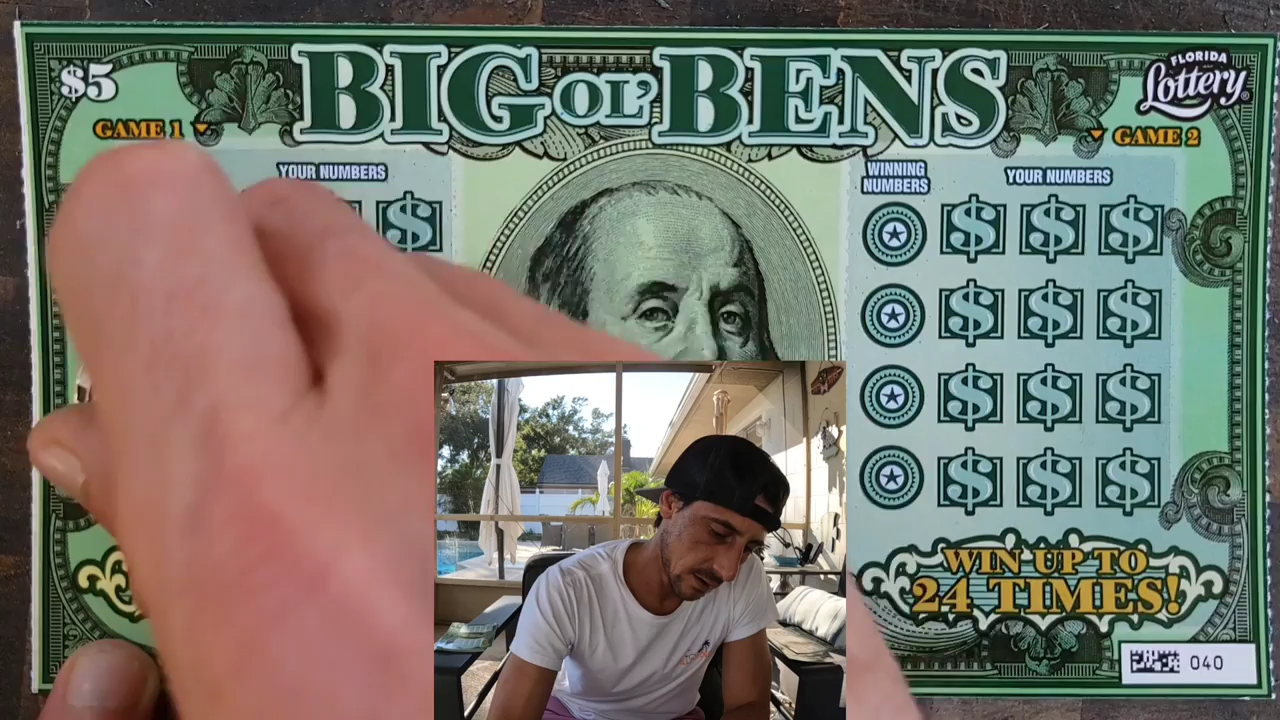 $5
BIG OL' BENS
FLORIDA
Lottery®
GAME 1
GAME 2
YOUR NUMBERS
WINNING
NUMBERS
YOUR NUMBERS
WIN UP TO
24 TIMES!
040